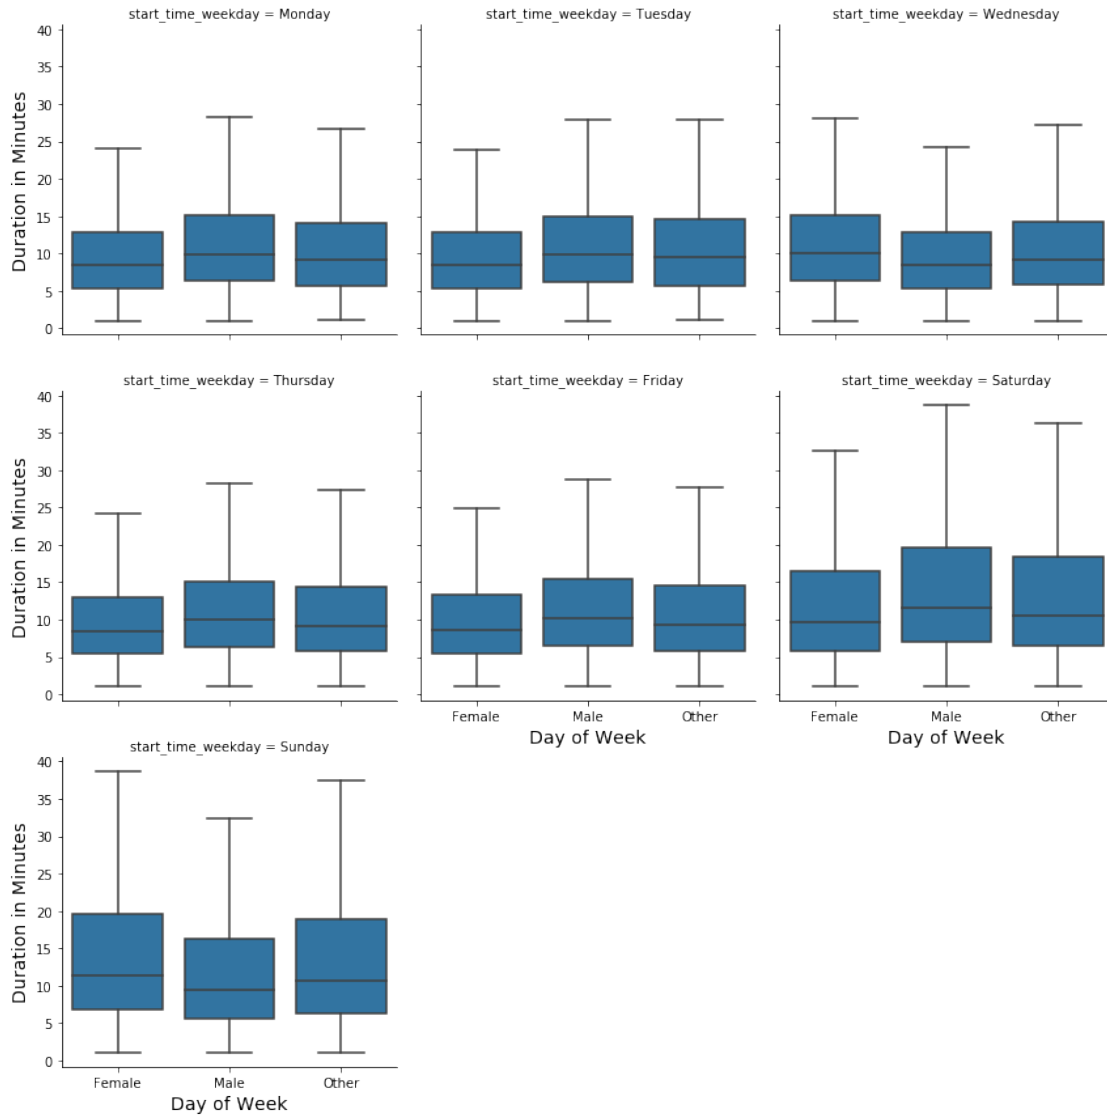 start_time_weekday = Monday
start_time_weekday = Tuesday
start_time_weekday = Wednesday
Duration in Minutes
40
35
30
25
20
15
10
5
0
start_time_weekday = Thursday
start_time_weekday = Friday
start_time_weekday = Saturday
Duration in Minutes
40
35
30
25
20
15
10
5
0
Female Male Other
Day of Week
Female Male Other
Day of Week
start_time_weekday = Sunday
Duration in Minutes
40
35
30
25
20
15
10
5
0
Female Male Other
Day of Week